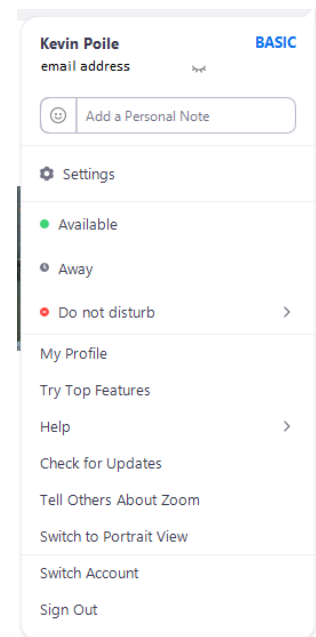 Kevin Poile
BASIC
email address
Add a Personal Note
Settings
Available
Away
Do not disturb
My Profile
Try Top Features
Help
Check for Updates
Tell Others About Zoom
Switch to Portrait View
Switch Account
Sign Out